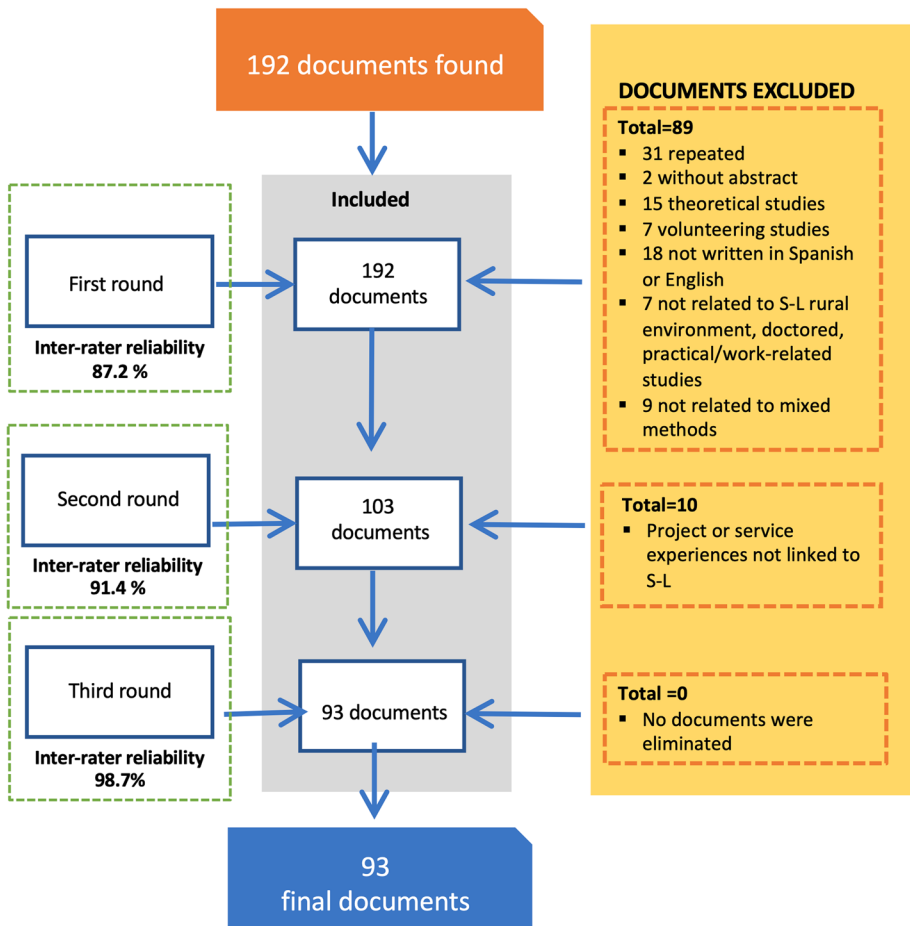 192 documents found
Included
First round
Inter-rater reliability
87.2 %
192
documents
DOCUMENTS EXCLUDED
Total=89
▪ 31 repeated
▪ 2 without abstract
▪ 15 theoretical studies
▪ 7 volunteering studies
▪ 18 not written in Spanish
or English
▪ 7 not related to S-L rural
environment, doctored,
practical/work-related
studies
▪ 9 not related to mixed
methods
Second round
Inter-rater reliability
91.4 %
103
documents
Total=10
▪ Project or service
experiences not linked to
S-L
Third round
Inter-rater reliability
98.7%
93 documents
Total =0
▪ No documents were
eliminated
93
final documents